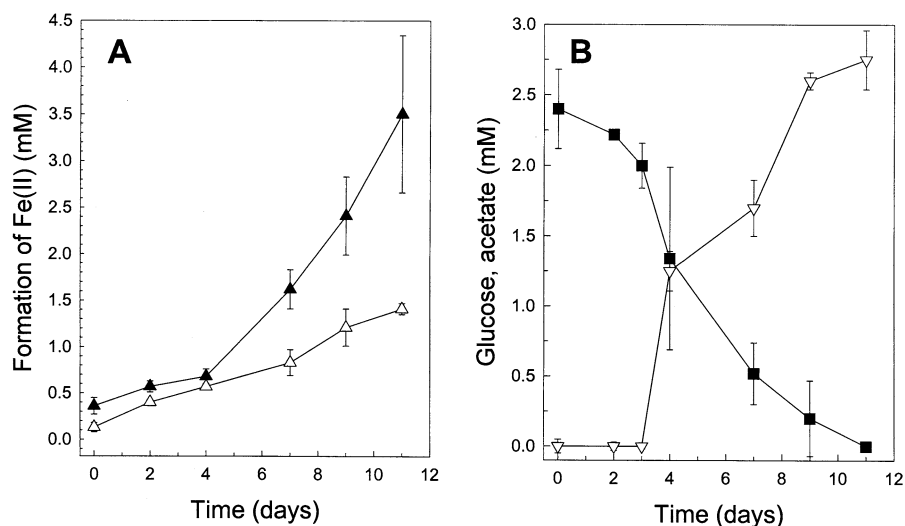 A
Formation of Fe(II) (mM)
4.5
4.0
3.5
3.0
2.5
2.0
1.5
1.0
0.5
0.0
0 2 4 6 8 10 12
Time (days)
B
Glucose, acetate (mM)
3.0
2.5
2.0
1.5
1.0
0.5
0.0
0 2 4 6 8 10 12
Time (days)